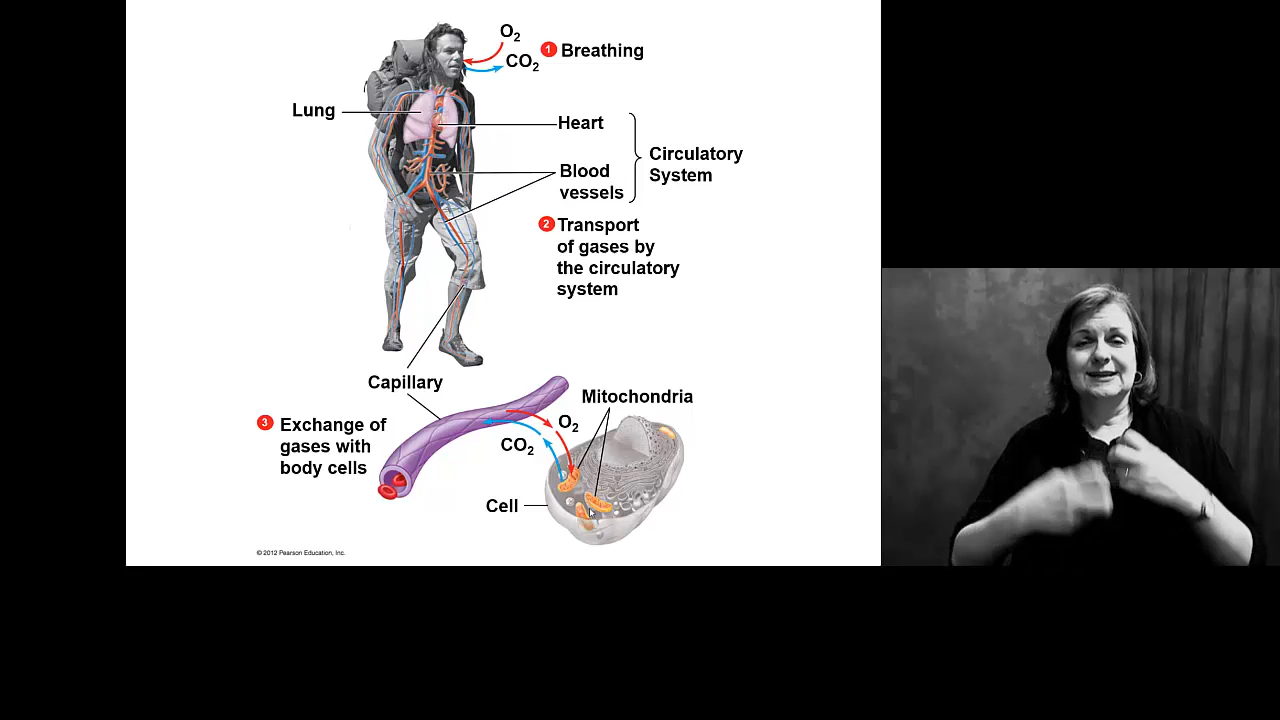 O2
CO2
1 Breathing
Lung
Heart
Blood
vessels
Circulatory
System
2 Transport
of gases by
the circulatory
system
Capillary
Mitochondria
3 Exchange of
gases with
body cells
O2
CO2
Cell
© 2012 Pearson Education, Inc.